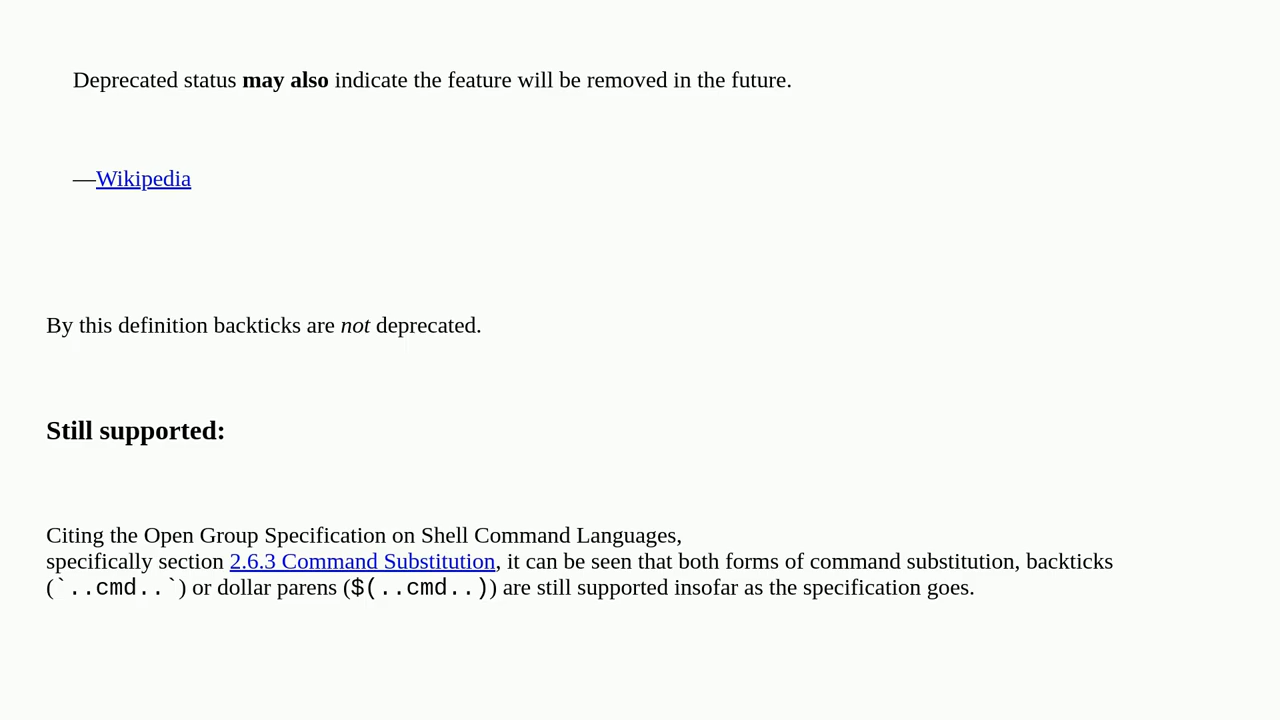 Deprecated status may also indicate the feature will be removed in the future.
—Wikipedia
By this definition backticks are not deprecated.
Still supported:
Citing the Open Group Specification on Shell Command Languages,
specifically section 2.6.3 Command Substitution, it can be seen that both forms of command substitution, backticks
(`..cmd..`) or dollar parens ($(..cmd..)) are still supported insofar as the specification goes.